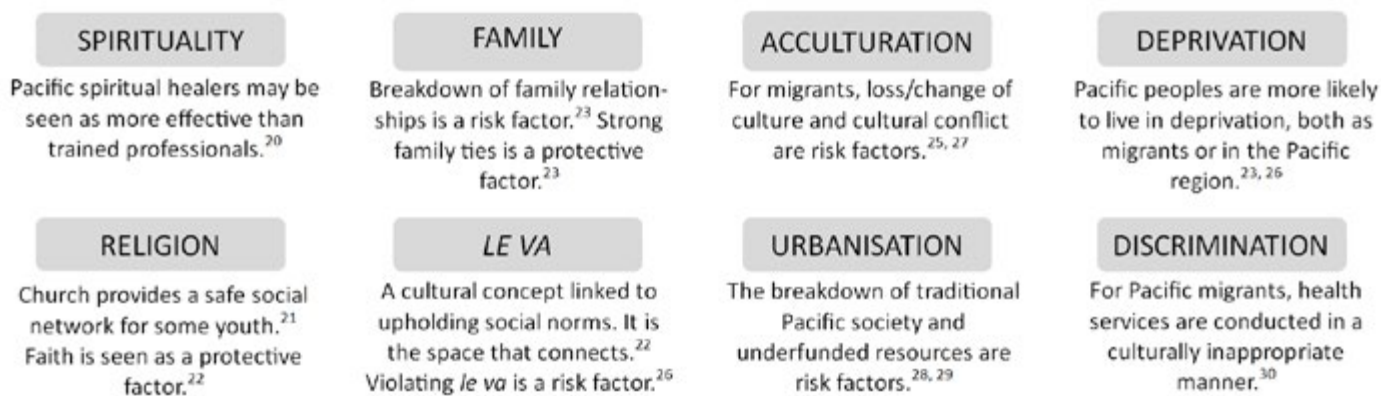 SPIRITUALITY
Pacific spiritual healers may be
seen as more effective than
trained professionals.20
FAMILY
Breakdown of family relation-
ships is a risk factor.23 Strong
family ties is a protective
factor.23
ACCULTURATION
For migrants, loss/change of
culture and cultural conflict
are risk factors.25, 27
DEPRIVATION
Pacific peoples are more likely
to live in deprivation, both as
migrants or in the Pacific
region.23, 26
RELIGION
Church provides a safe social
network for some youth.21
Faith is seen as a protective
factor.22
LE VA
A cultural concept linked to
upholding social norms. It is
the space that connects.22
Violating le va is a risk factor.26
URBANISATION
The breakdown of traditional
Pacific society and
underfunded resources are
risk factors.28, 29
DISCRIMINATION
For Pacific migrants, health
services are conducted in a
culturally inappropriate
manner.30